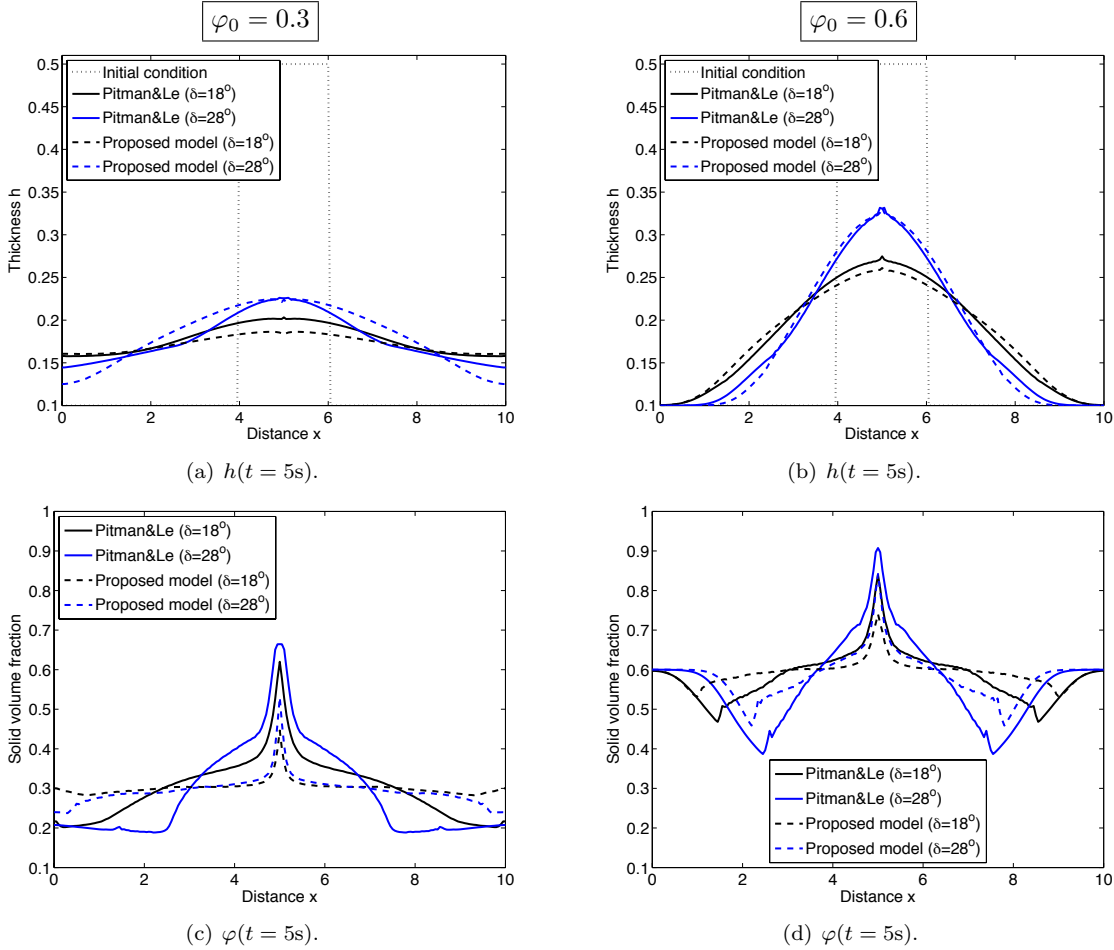 φ₀ = 0.3
φ₀ = 0.6
0.5
0.45
0.4
0.35
0.3
0.25
0.2
0.15
0.1
Thickness h
Initial condition
Pitman&Le (δ=18°)
Pitman&Le (δ=28°)
Proposed model (δ=18°)
Proposed model (δ=28°)
0 2 4 6 8 10
Distance x
(a) h(t = 5s).
0.5
0.45
0.4
0.35
0.3
0.25
0.2
0.15
0.1
Thickness h
Initial condition
Pitman&Le (δ=18°)
Pitman&Le (δ=28°)
Proposed model (δ=18°)
Proposed model (δ=28°)
0 2 4 6 8 10
Distance x
(b) h(t = 5s).
1
0.9
0.8
0.7
0.6
0.5
0.4
0.3
0.2
0.1
Solid volume fraction
Pitman&Le (δ=18°)
Pitman&Le (δ=28°)
Proposed model (δ=18°)
Proposed model (δ=28°)
0 2 4 6 8 10
Distance x
(c) φ(t = 5s).
1
0.9
0.8
0.7
0.6
0.5
0.4
0.3
0.2
0.1
Solid volume fraction
Pitman&Le (δ=18°)
Pitman&Le (δ=28°)
Proposed model (δ=18°)
Proposed model (δ=28°)
0 2 4 6 8 10
Distance x
(d) φ(t = 5s).